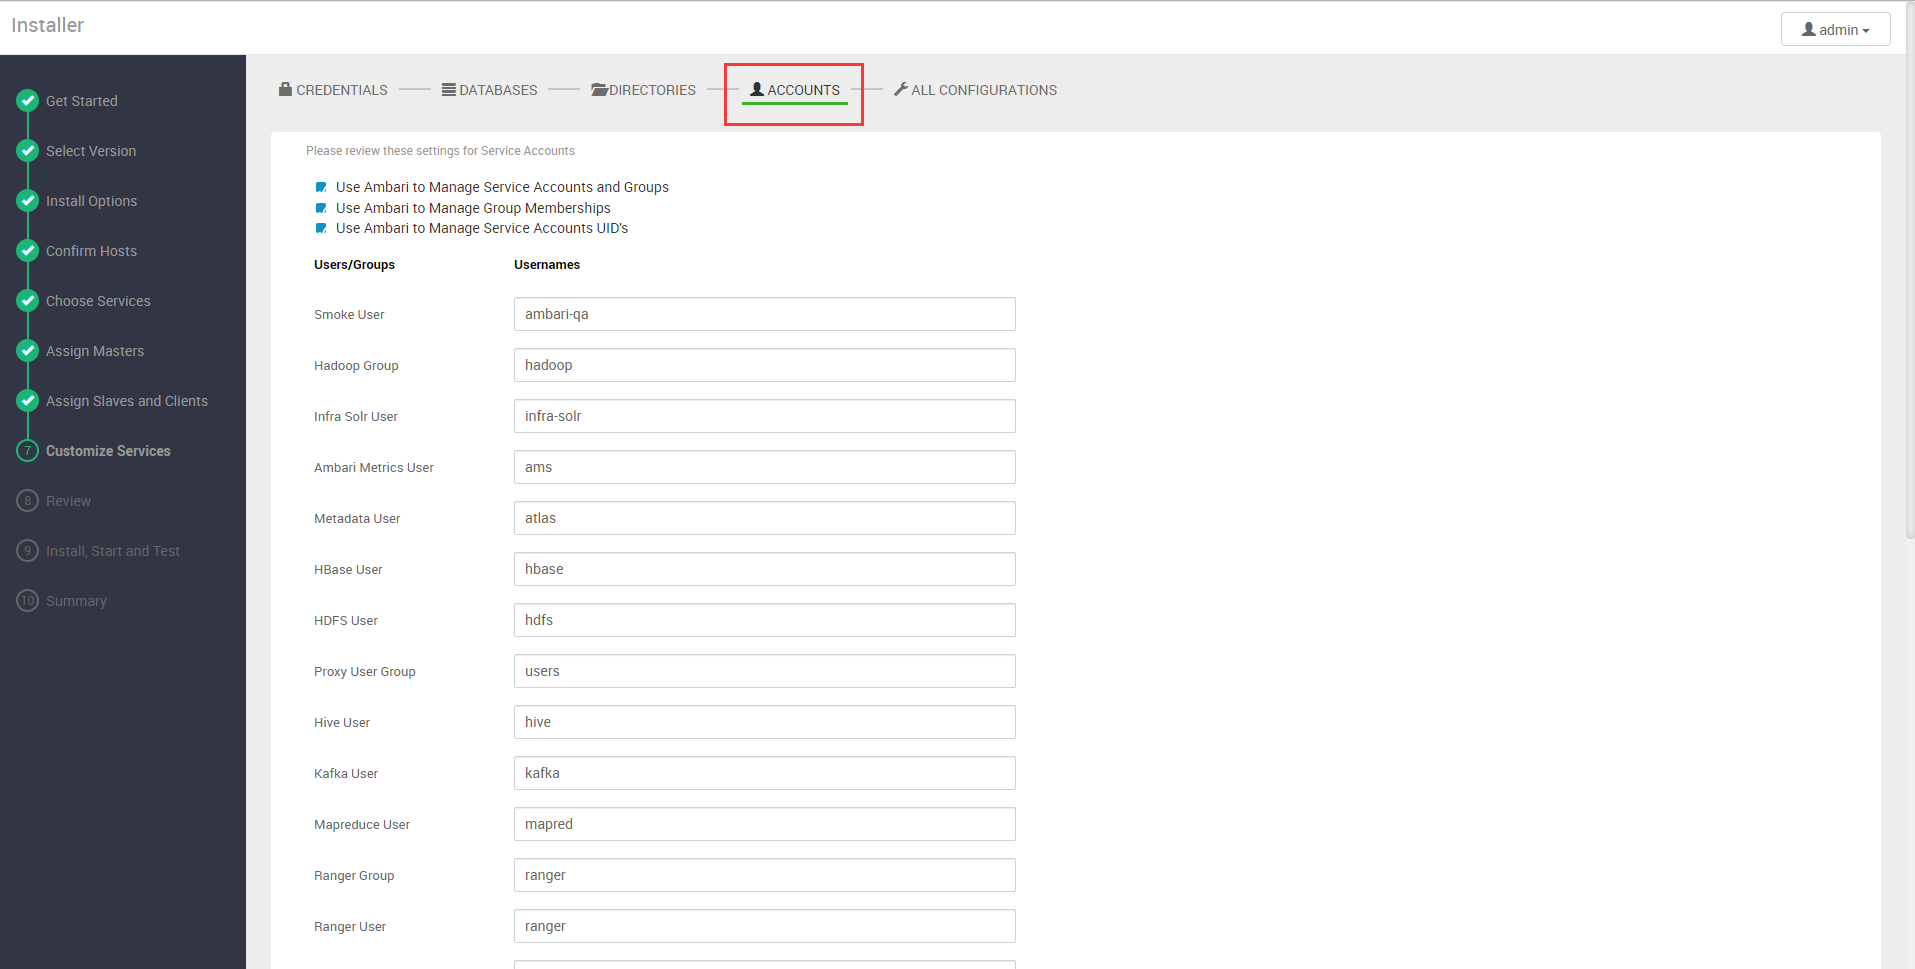 Installer
admin
Get Started
Select Version
Install Options
Confirm Hosts
Choose Services
Assign Masters
Assign Slaves and Clients
7 Customize Services
8 Review
9 Install, Start and Test
10 Summary
CREDENTIALS DATABASES DIRECTORIES ACCOUNTS ALL CONFIGURATIONS
Please review these settings for Service Accounts
Use Ambari to Manage Service Accounts and Groups
Use Ambari to Manage Group Memberships
Use Ambari to Manage Service Accounts UID's
Users/Groups Usernames
Smoke User ambari-qa
Hadoop Group hadoop
Infra Solr User infra-solr
Ambari Metrics User ams
Metadata User atlas
HBase User hbase
HDFS User hdfs
Proxy User Group users
Hive User hive
Kafka User kafka
Mapreduce User mapred
Ranger Group ranger
Ranger User ranger